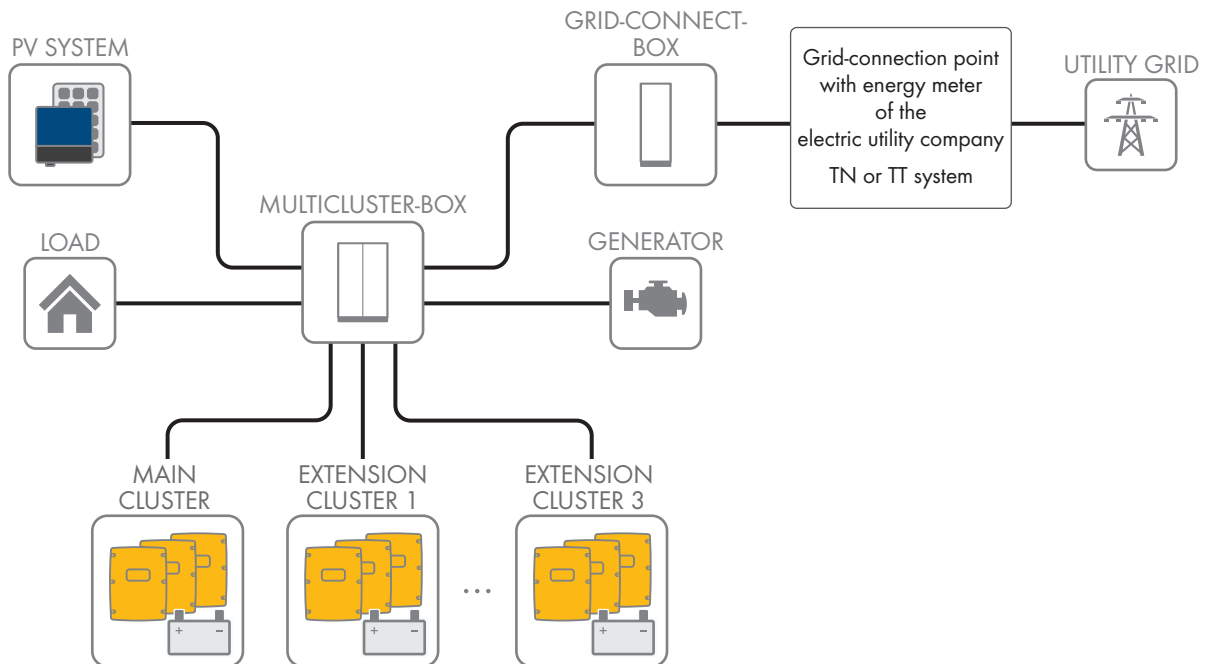 PV SYSTEM
GRID-CONNECT-
BOX
Grid-connection point
with energy meter
of the
electric utility company
TN or TT system
UTILITY GRID
MULTICLUSTER-BOX
LOAD
GENERATOR
MAIN
CLUSTER
EXTENSION
CLUSTER 1
EXTENSION
CLUSTER 3
+ −
+ −
...
+ −